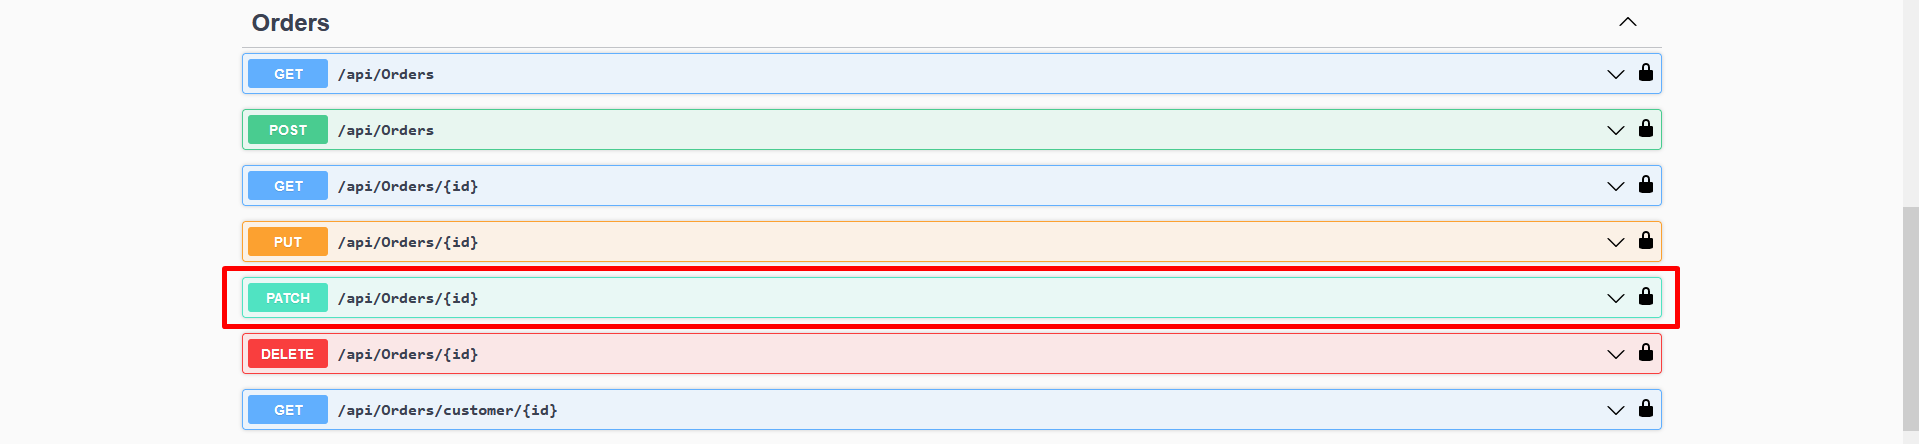 Orders
GET /api/Orders
POST /api/Orders
GET /api/Orders/{id}
PUT /api/Orders/{id}
PATCH /api/Orders/{id}
DELETE /api/Orders/{id}
GET /api/Orders/customer/{id}